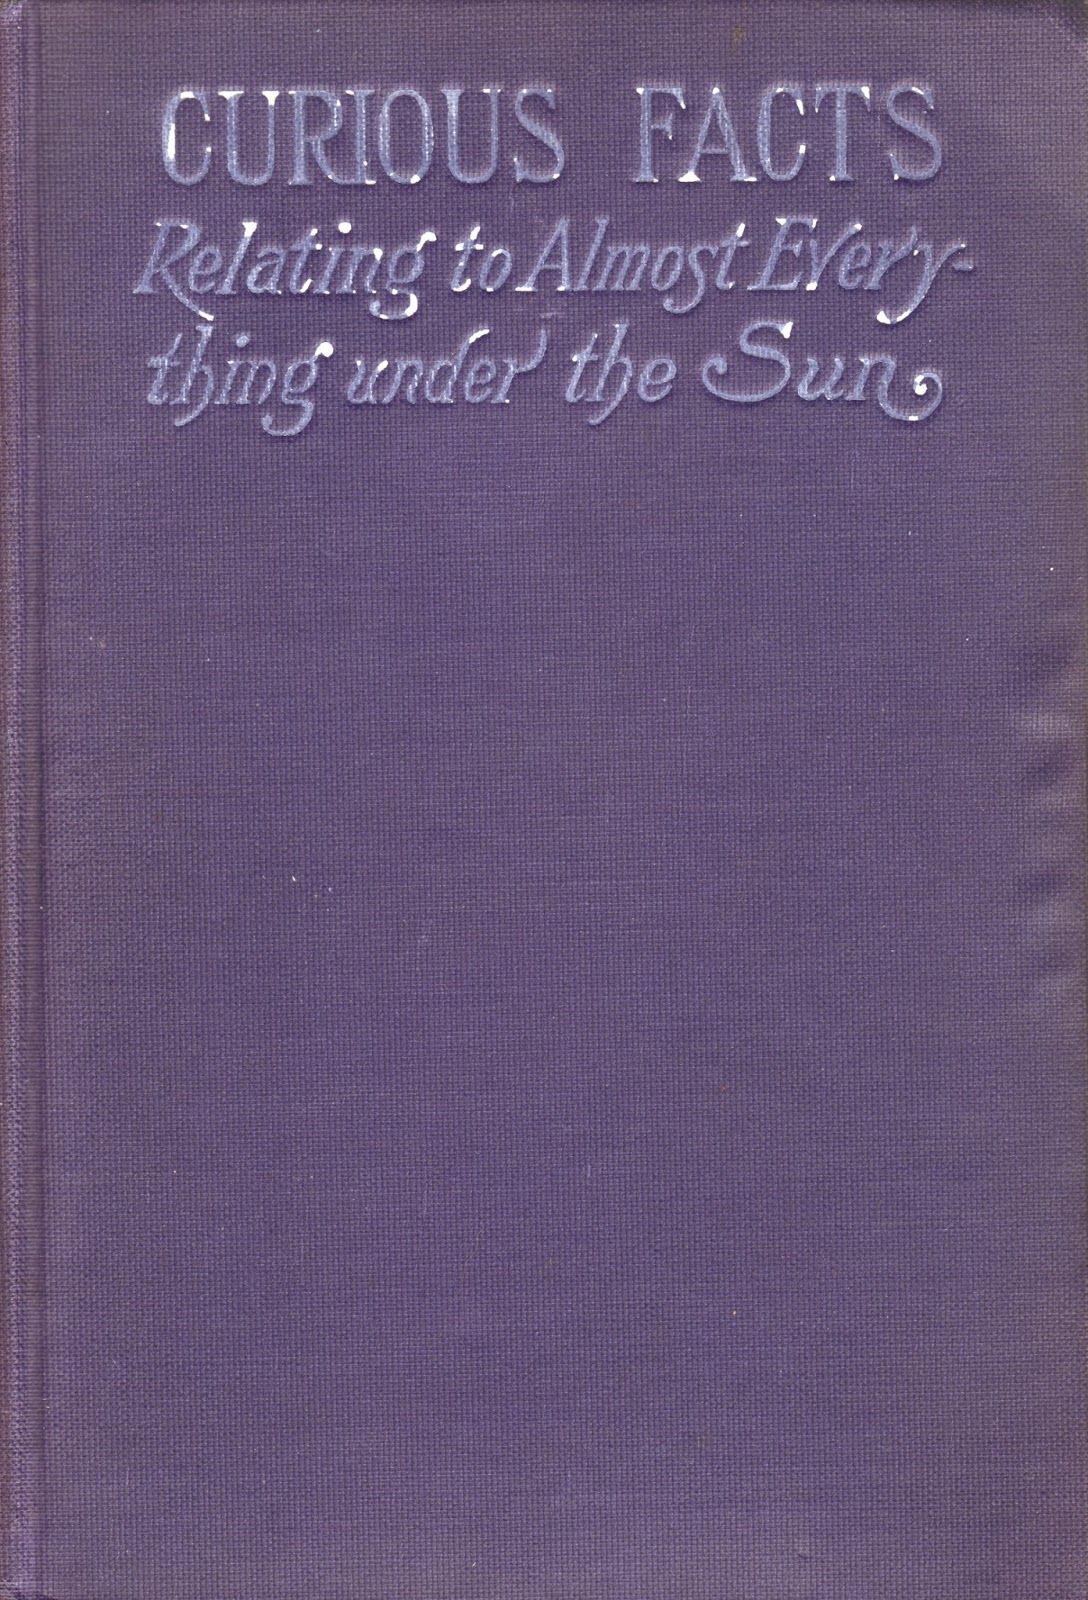 CURIOUS FACTS
Relating to Almost Every-
thing under the Sun